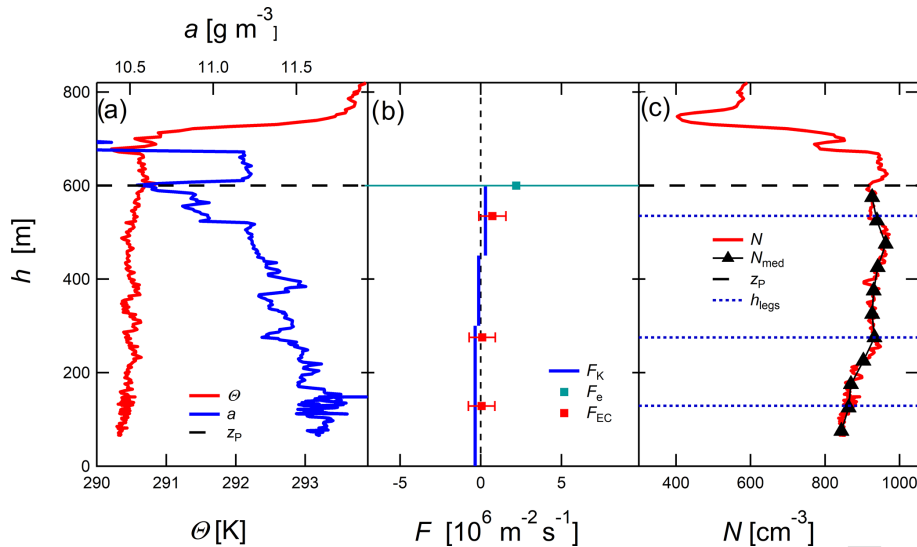 a [g m⁻³]
10.5 11.1 11.5
(a) (b) (c)
800
600
400
200
0
h [m]
Θ
a
z_P
F_K
F_e
F_EC
N
N_med
z_P
h_legs
290 291 292 293
-5 0 5
400 600 800 1000
Θ [K]
F [10⁶ m⁻² s⁻¹]
N [cm⁻³]